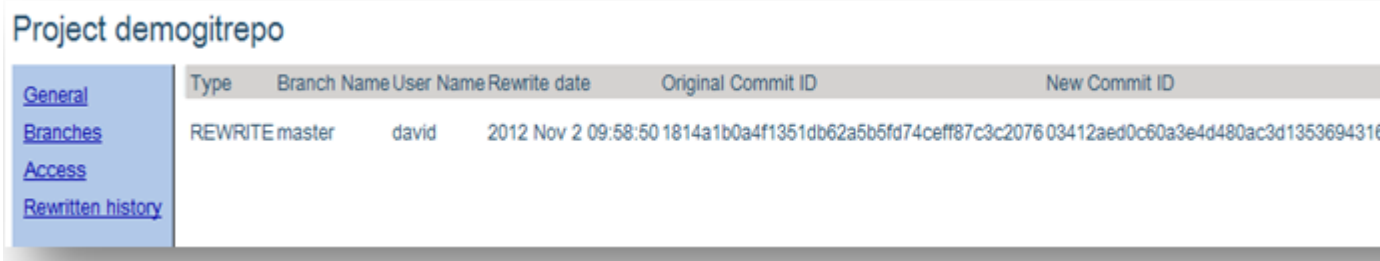 Project demogitrepo
General
Branches
Access
Rewritten history
Type Branch Name User Name Rewrite date Original Commit ID New Commit ID
REWRITE master david 2012 Nov 2 09:58:50 1814a1b0a4f1351db62a5b5fd74ceff87c3c2076 03412aed0c60a3e4d480ac3d1353694316